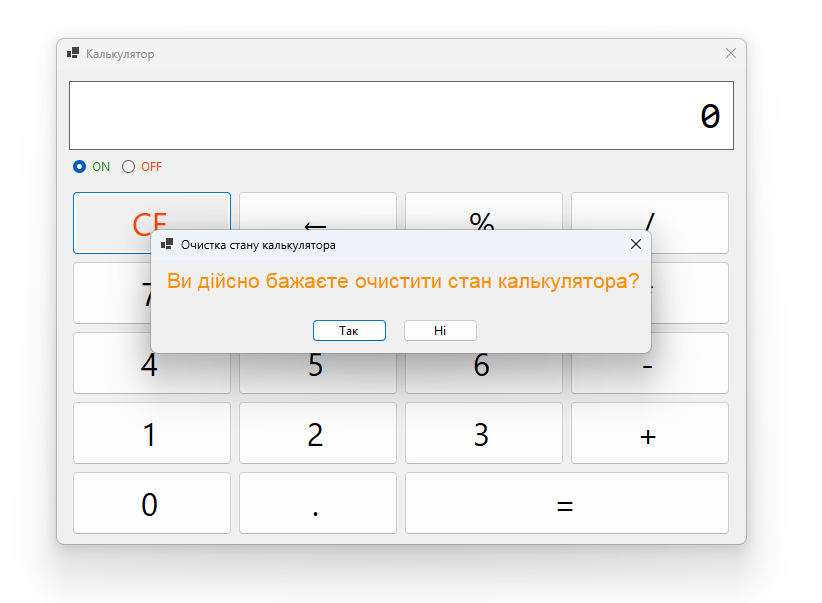 Калькулятор
0
ON OFF
CE ← % /
Очистка стану калькулятора
Ви дійсно бажаєте очистити стан калькулятора?
7
Так Ні
4 5 6 -
1 2 3 +
0 . =